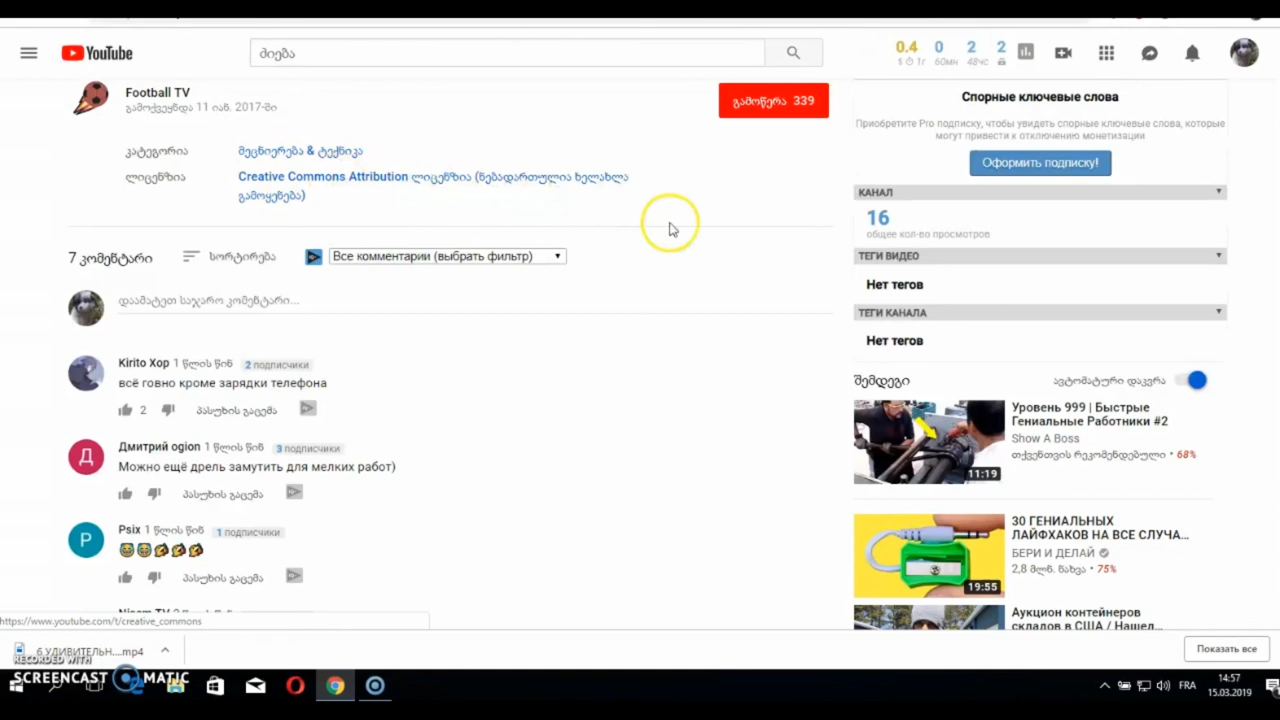 YouTube
ძიება
0.4 0 2 2
Football TV
გამოქვეყნდა 11 იან. 2017-ში
გამოწერა 339
კატეგორია
მეცნიერება & ტექნიკა
ლიცენზია
Creative Commons Attribution ლიცენზია (ნებადართულია ხელახლა
გამოყენება)
7 კომენტარი
სორტირება
Все комментарии (выбрать фильтр)
დაამატეთ საჯარო კომენტარი...
Kirito Xop 1 წლის წინ 2 подписчики
всё говно кроме зарядки телефона
2 პასუხის გაცემა
Дмитрий ogion 1 წლის წინ 3 подписчики
Д
Можно ещё дрель замутить для мелких работ)
პასუხის გაცემა
Psix 1 წლის წინ 1 подписчики
P
პასუხის გაცემა
https://www.youtube.com/t/creative_commons
Спорные ключевые слова
Приобретите Pro подписку, чтобы увидеть спорные ключевые слова, которые
могут привести к отключению монетизации
Оформить подписку!
КАНАЛ
16
общее кол-во просмотров
ТЕГИ ВИДЕО
Нет тегов
ТЕГИ КАНАЛА
Нет тегов
შემდეგი
ავტომატური დაკვრა
Уровень 999 | Быстрые
Гениальные Работники #2
Show A Boss
თქვენთვის რეკომენდებული • 68%
11:19
30 ГЕНИАЛЬНЫХ
ЛАЙФХАКОВ НА ВСЕ СЛУЧА...
БЕРИ И ДЕЛАЙ
2,8 მლნ. ნახვა • 75%
19:55
Аукцион контейнеров
складов в США / Нашел...
6 УДИВИТЕЛЬН....mp4
Показать все
RECORDED WITH
SCREENCAST MATIC
FRA
14:57
15.03.2019